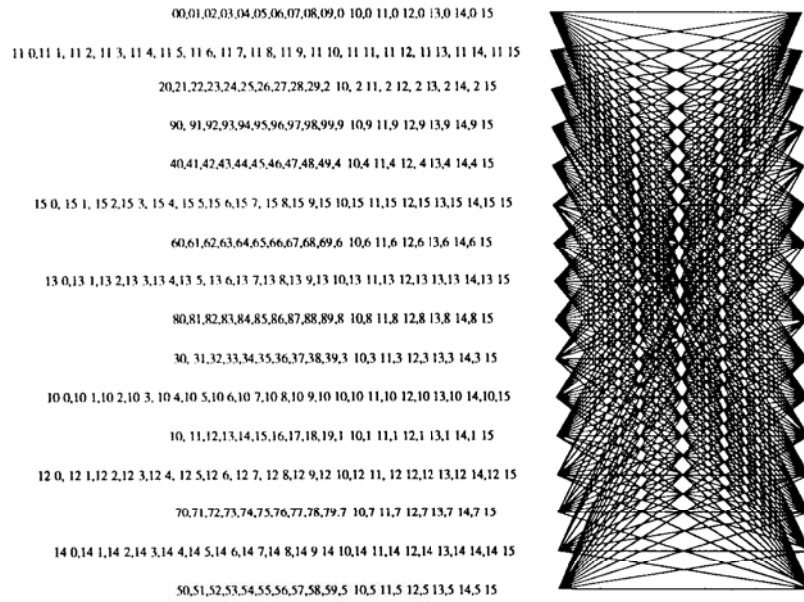 00,01,02,03,04,05,06,07,08,09,0 10,0 11,0 12,0 13,0 14,0 15
11 0,11 1, 11 2, 11 3, 11 4, 11 5, 11 6, 11 7, 11 8, 11 9, 11 10, 11 11, 11 12, 11 13, 11 14, 11 15
20,21,22,23,24,25,26,27,28,29,2 10, 2 11, 2 12, 2 13, 2 14, 2 15
90, 91,92,93,94,95,96,97,98,99,9 10,9 11,9 12,9 13,9 14,9 15
40,41,42,43,44,45,46,47,48,49,4 10,4 11,4 12, 4 13,4 14,4 15
15 0, 15 1, 15 2,15 3, 15 4, 15 5,15 6,15 7, 15 8,15 9,15 10,15 11,15 12,15 13,15 14,15 15
60,61,62,63,64,65,66,67,68,69,6 10,6 11,6 12,6 13,6 14,6 15
13 0,13 1,13 2,13 3,13 4,13 5, 13 6,13 7,13 8,13 9,13 10,13 11,13 12,13 13,13 14,13 15
80,81,82,83,84,85,86,87,88,89,8 10,8 11,8 12,8 13,8 14,8 15
30, 31,32,33,34,35,36,37,38,39,3 10,3 11,3 12,3 13,3 14,3 15
10 0,10 1,10 2,10 3, 10 4,10 5,10 6,10 7,10 8,10 9,10 10,10 11,10 12,10 13,10 14,10,15
10, 11,12,13,14,15,16,17,18,19,1 10,1 11,1 12,1 13,1 14,1 15
12 0, 12 1,12 2,12 3,12 4, 12 5,12 6, 12 7, 12 8,12 9,12 10,12 11, 12 12,12 13,12 14,12 15
70,71,72,73,74,75,76,77,78,79,7 10,7 11,7 12,7 13,7 14,7 15
14 0,14 1,14 2,14 3,14 4,14 5,14 6,14 7,14 8,14 9 14 10,14 11,14 12,14 13,14 14,14 15
50,51,52,53,54,55,56,57,58,59,5 10,5 11,5 12,5 13,5 14,5 15